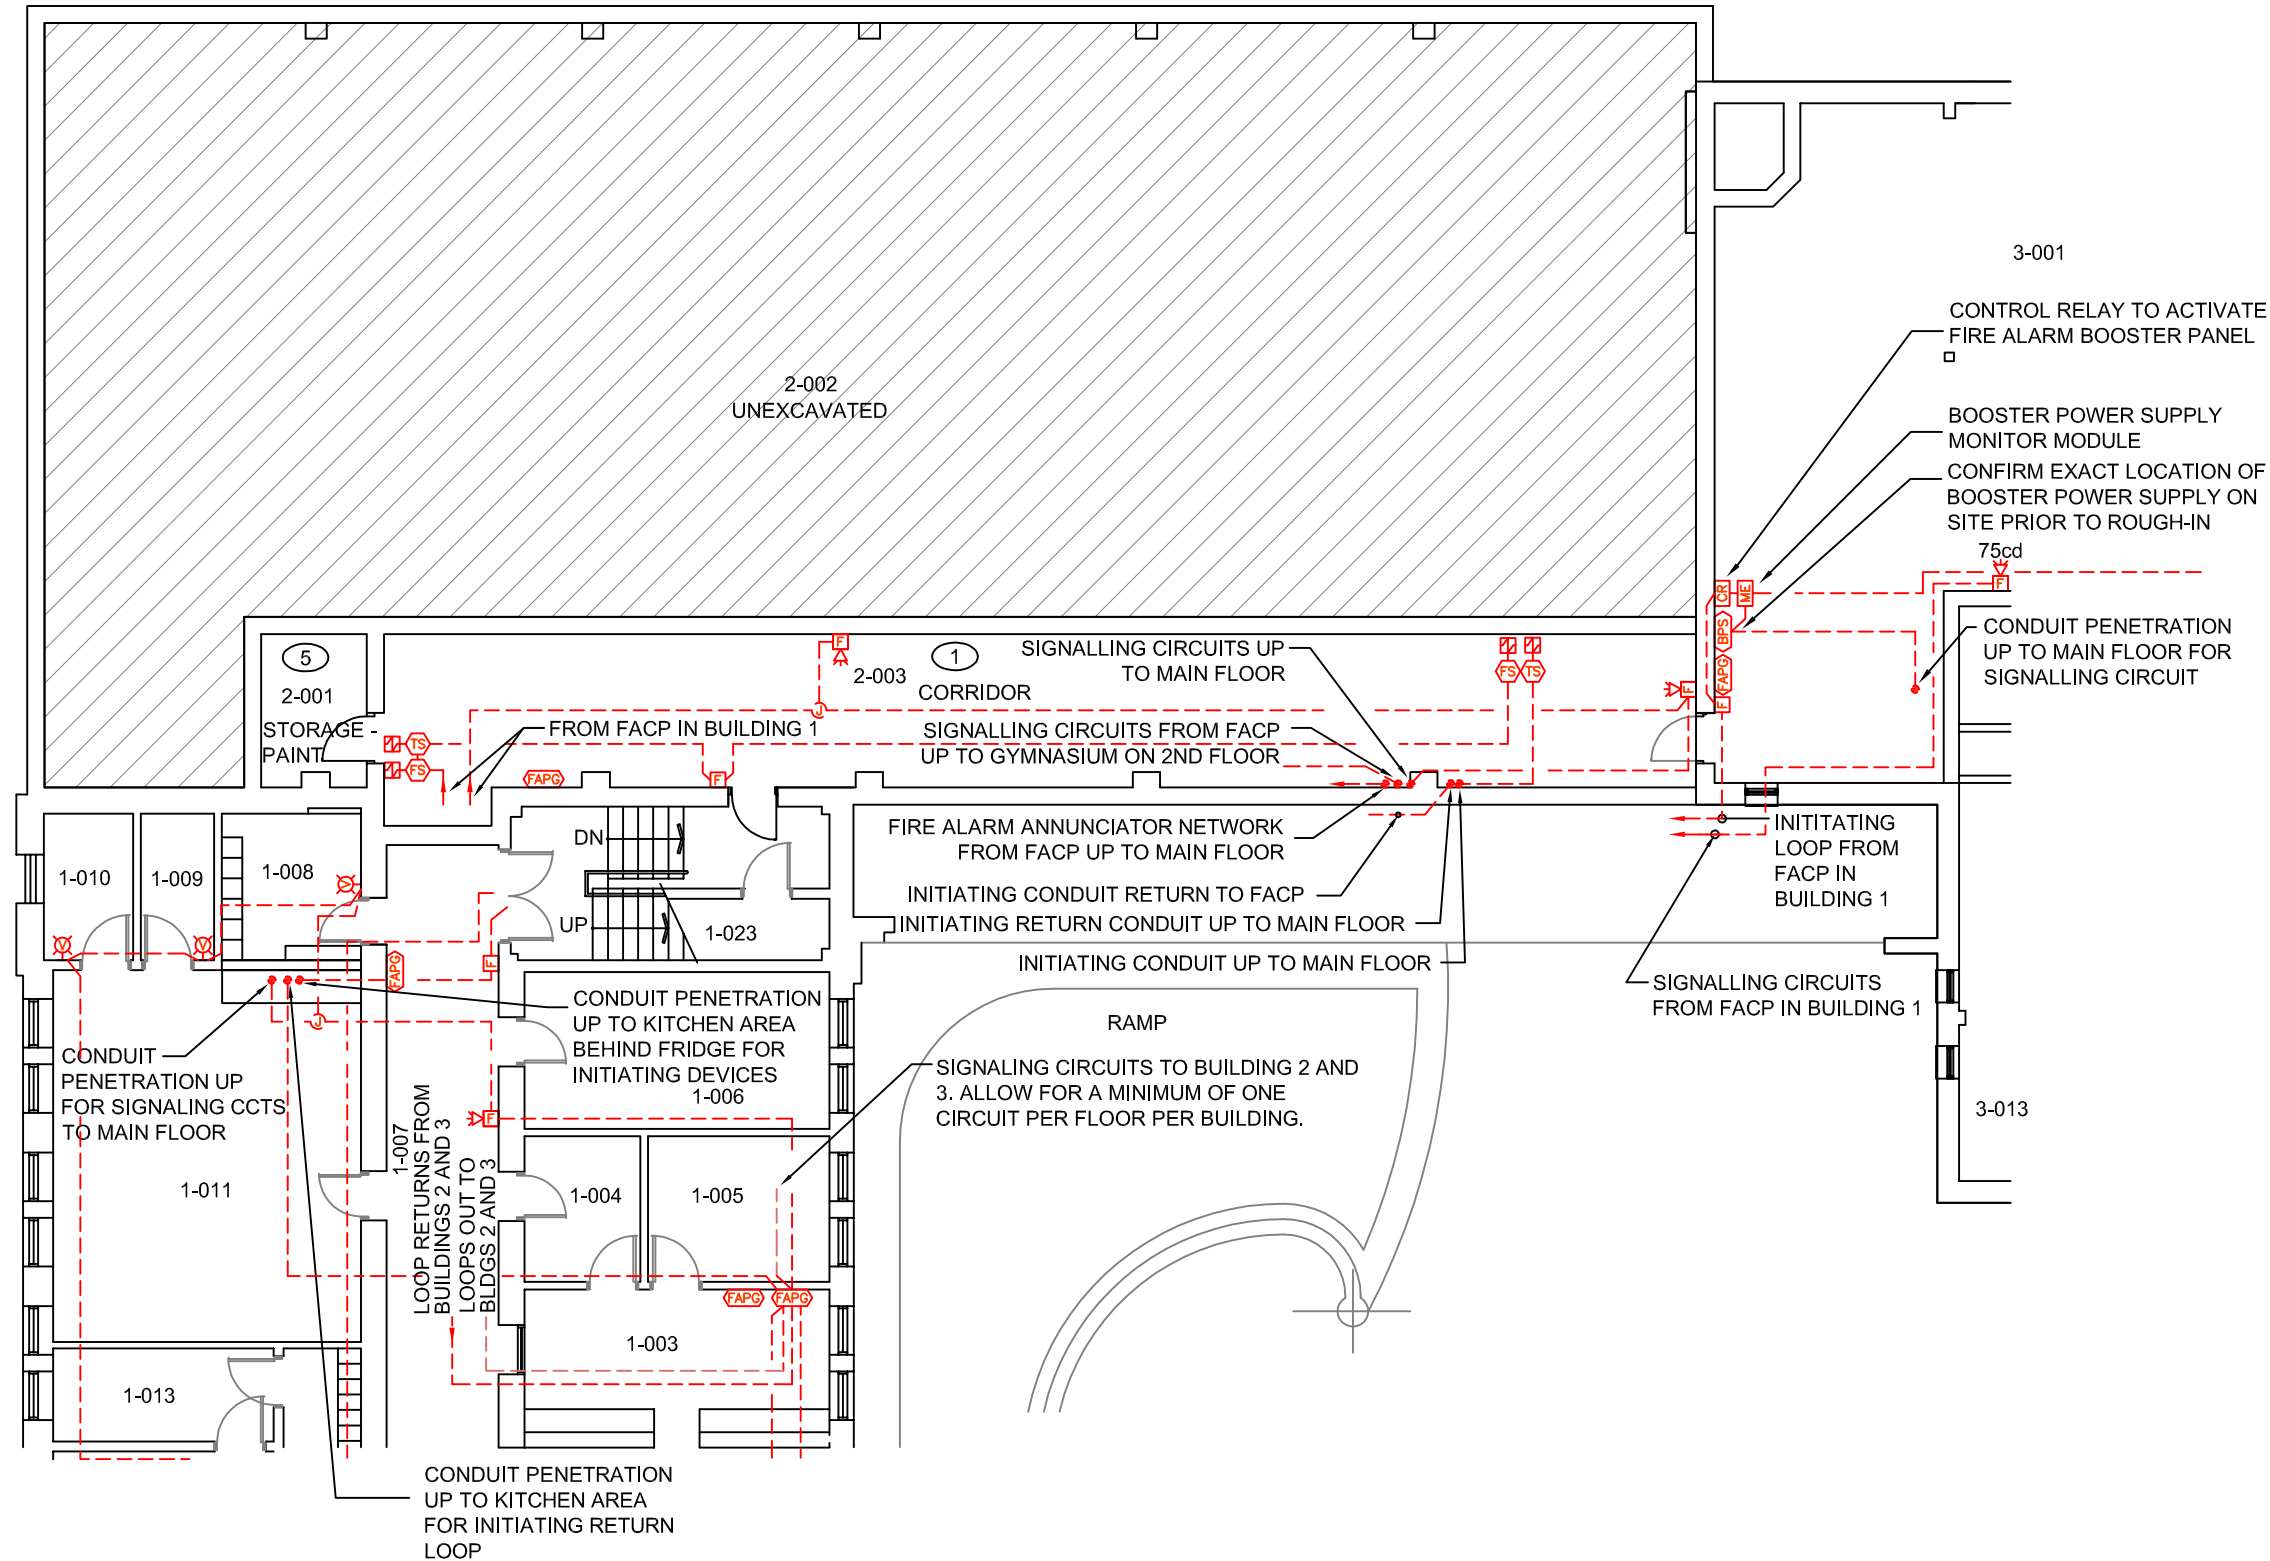 2-002
UNEXCAVATED
3-001
CONTROL RELAY TO ACTIVATE
FIRE ALARM BOOSTER PANEL
BOOSTER POWER SUPPLY
MONITOR MODULE
CONFIRM EXACT LOCATION OF
BOOSTER POWER SUPPLY ON
SITE PRIOR TO ROUGH-IN
75cd
F
CR
ME
BPS
FAPG
F
CONDUIT PENETRATION
UP TO MAIN FLOOR FOR
SIGNALLING CIRCUIT
5
2-001
STORAGE -
PAINT
F
2-003
1
CORRIDOR
SIGNALLING CIRCUITS UP
TO MAIN FLOOR
FS
TS
F
J
FROM FACP IN BUILDING 1
TS
FS
FAPG
F
SIGNALLING CIRCUITS FROM FACP
UP TO GYMNASIUM ON 2ND FLOOR
FIRE ALARM ANNUNCIATOR NETWORK
FROM FACP UP TO MAIN FLOOR
INITIATING CONDUIT RETURN TO FACP
INITIATING RETURN CONDUIT UP TO MAIN FLOOR
INITIATING CONDUIT UP TO MAIN FLOOR
INITITATING
LOOP FROM
FACP IN
BUILDING 1
SIGNALLING CIRCUITS
FROM FACP IN BUILDING 1
DN
UP
1-010
1-009
1-008
1-023
V
V
V
FAPG
F
J
CONDUIT PENETRATION
UP TO KITCHEN AREA
BEHIND FRIDGE FOR
INITIATING DEVICES
1-006
CONDUIT
PENETRATION UP
FOR SIGNALING CCTS
TO MAIN FLOOR
RAMP
SIGNALING CIRCUITS TO BUILDING 2 AND
3. ALLOW FOR A MINIMUM OF ONE
CIRCUIT PER FLOOR PER BUILDING.
F
1-007
LOOP RETURNS FROM
BUILDINGS 2 AND 3
LOOPS OUT TO
BLDGS 2 AND 3
1-011
1-004
1-005
3-013
FAPG
FAPG
1-003
1-013
CONDUIT PENETRATION
UP TO KITCHEN AREA
FOR INITIATING RETURN
LOOP